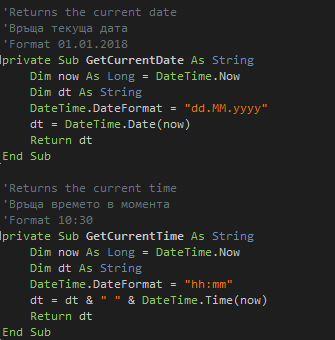 'Returns the current date
'Връща текуща дата
'Format 01.01.2018
private Sub GetCurrentDate As String
Dim now As Long = DateTime.Now
Dim dt As String
DateTime.DateFormat = "dd.MM.yyyy"
dt = DateTime.Date(now)
Return dt
End Sub
'Returns the current time
'Връща времето в момента
'Format 10:30
private Sub GetCurrentTime As String
Dim now As Long = DateTime.Now
Dim dt As String
DateTime.DateFormat = "hh:mm"
dt = dt & " " & DateTime.Time(now)
Return dt
End Sub